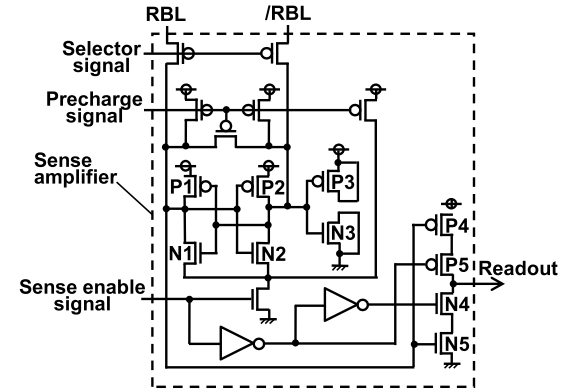 RBL
/RBL
Selector
signal
Precharge
signal
Sense
amplifier
P1
P2
P3
N1
N2
N3
P4
P5
Readout
Sense enable
signal
N4
N5